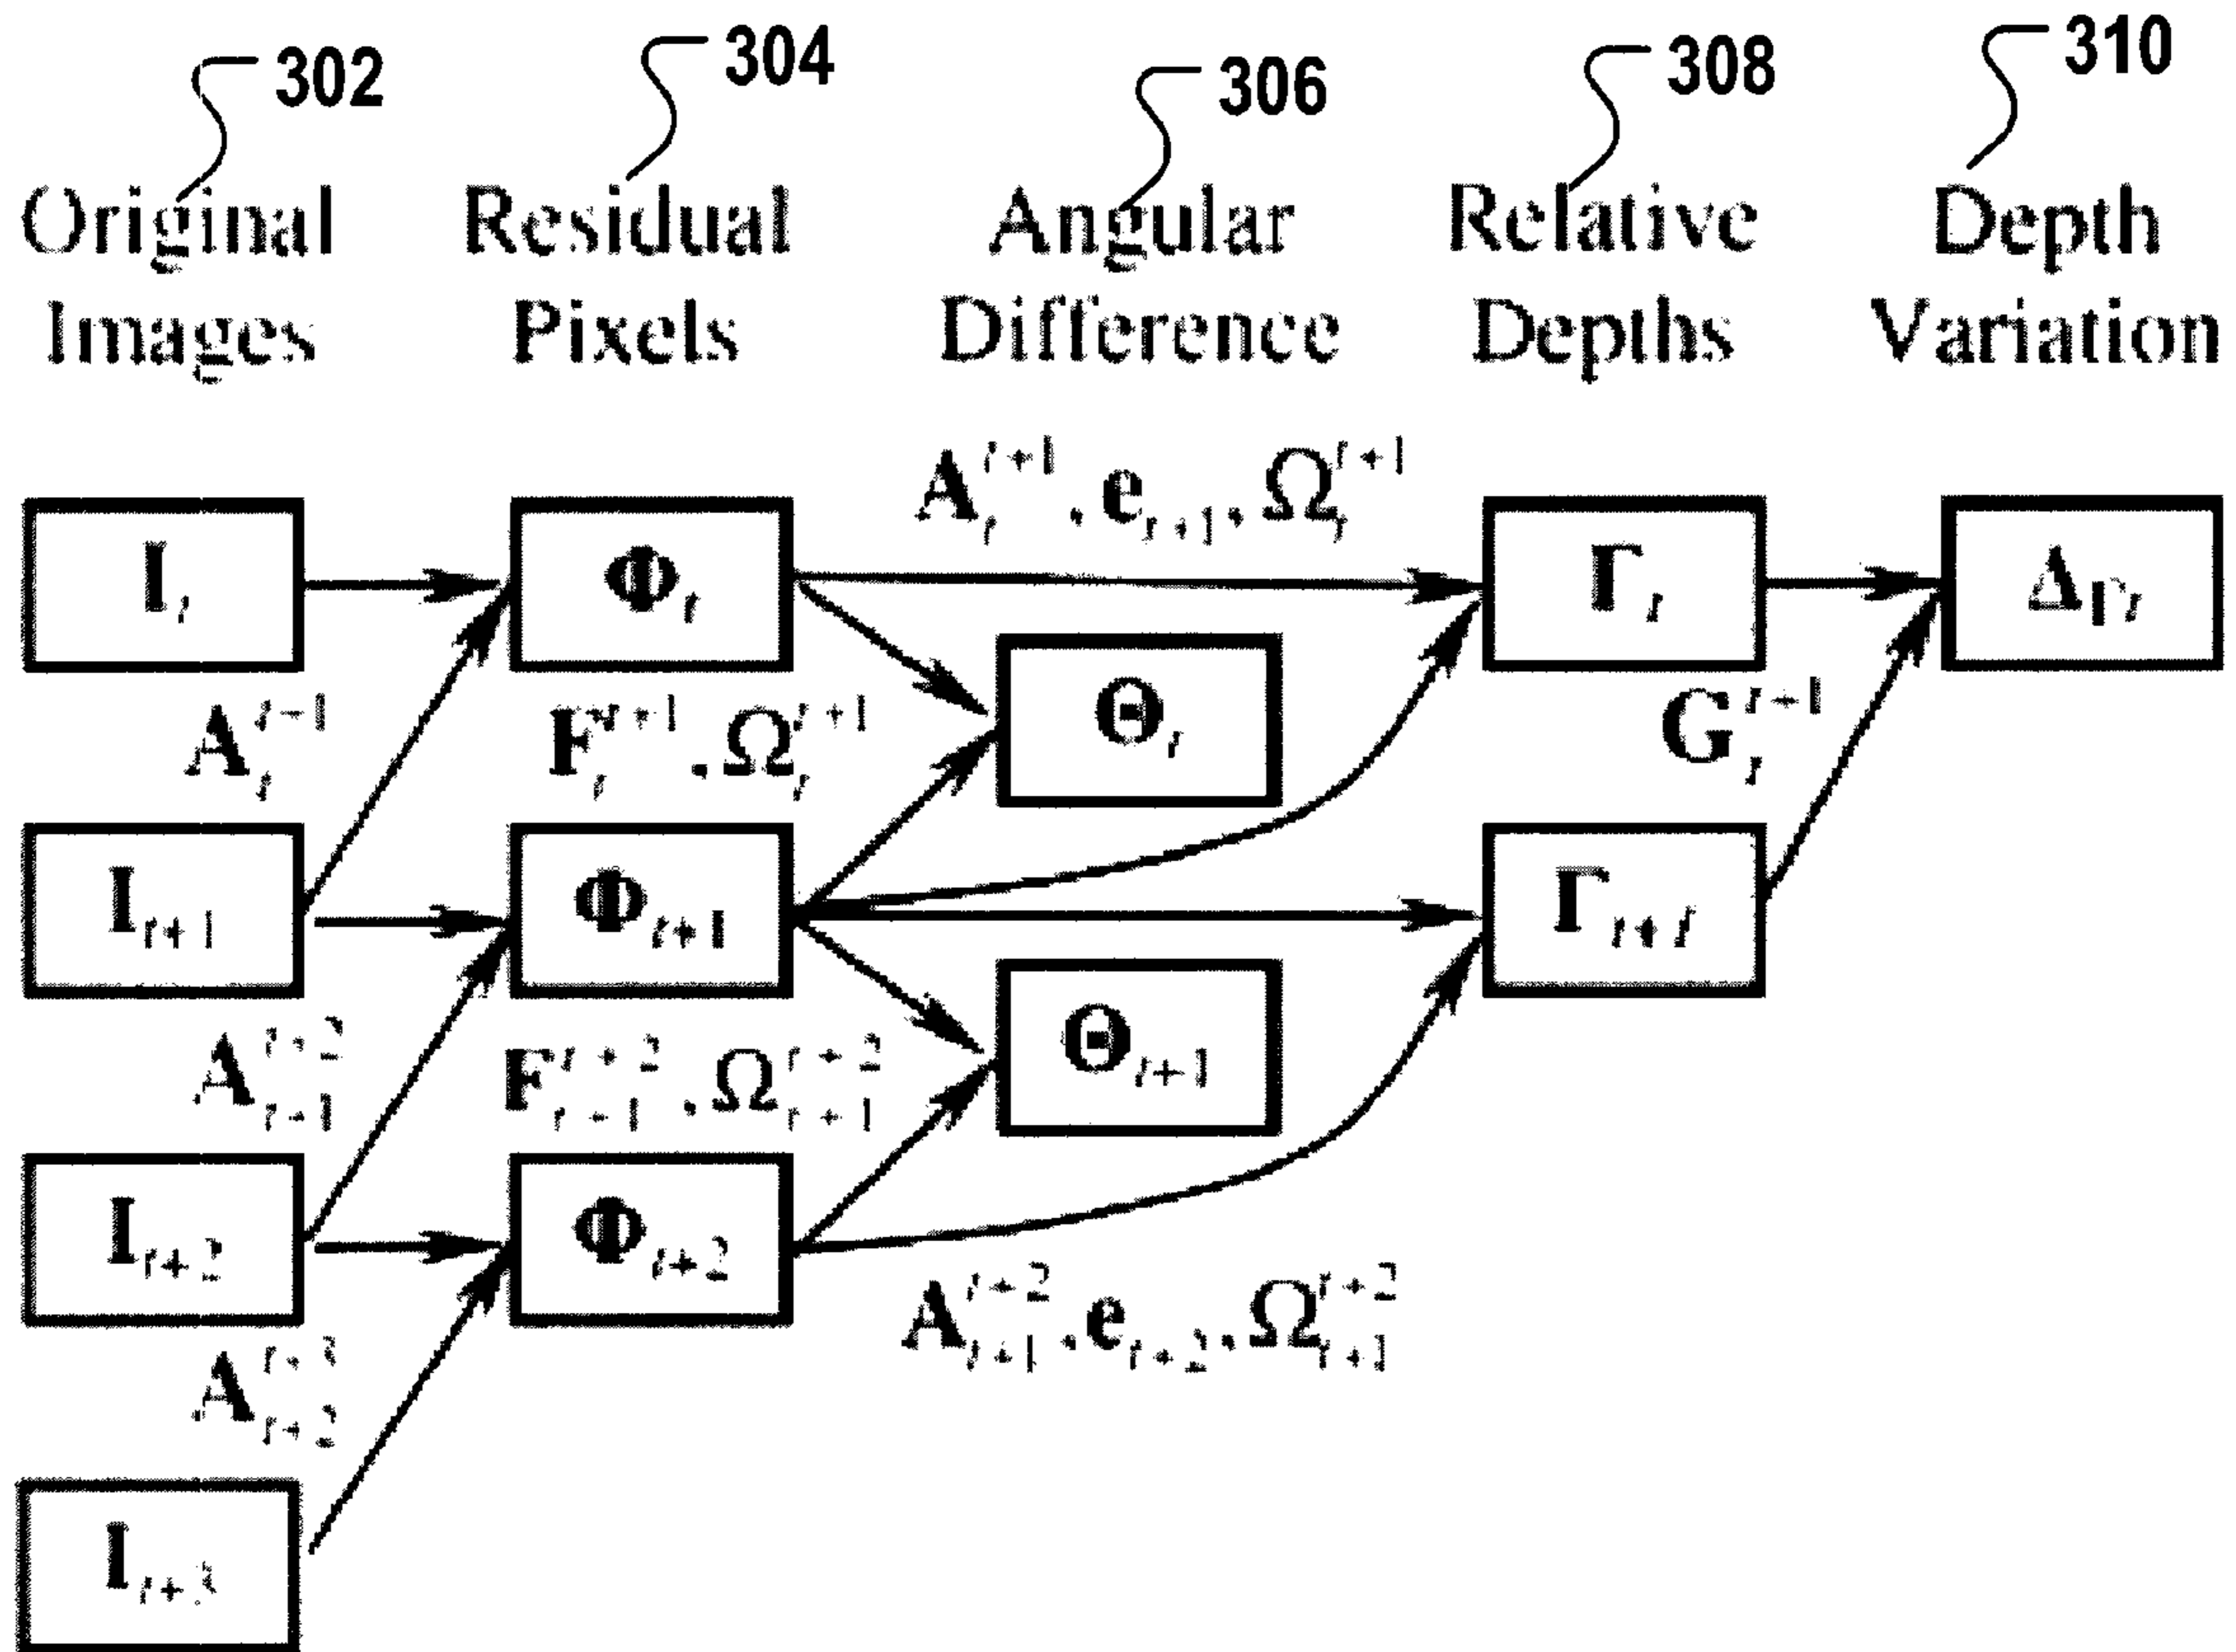 302
304
306
308
310
Original Images
Residual Pixels
Angular Difference
Relative Depths
Depth Variation
A_t^{t+1}, e_{t+1}, Ω_t^{t+1}
I_t
Φ_t
Γ_t
Δ_{Γ_t}
A_t^{t+1}
F_t^{t+1}, Ω_t^{t+1}
Θ_t
G_t^{t+1}
I_{t+1}
Φ_{t+1}
Γ_{t+1}
A_{t+1}^{t+2}
F_{t+1}^{t+2}, Ω_{t+1}^{t+2}
Θ_{t+1}
I_{t+2}
Φ_{t+2}
A_{t+1}^{t+2}, e_{t+2}, Ω_{t+1}^{t+2}
A_{t+2}^{t+3}
I_{t+3}